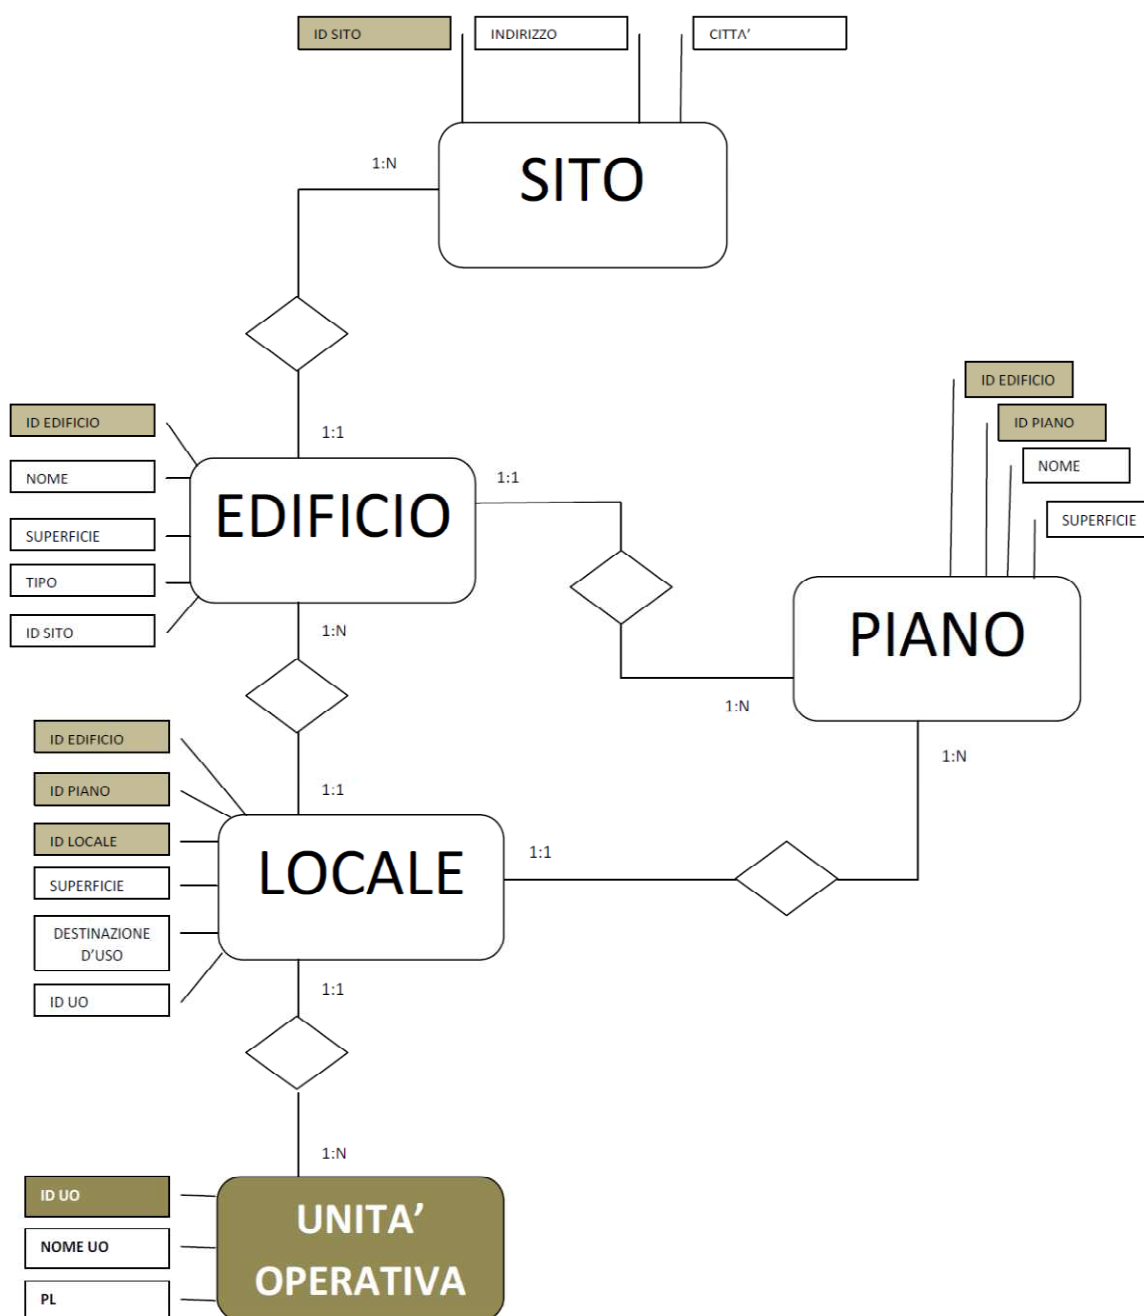 ID SITO
INDIRIZZO
CITTA'
1:N
SITO
ID EDIFICIO
ID PIANO
NOME
SUPERFICIE
ID EDIFICIO
NOME
SUPERFICIE
TIPO
ID SITO
1:1
EDIFICIO
1:1
1:N
PIANO
1:N
1:N
ID EDIFICIO
ID PIANO
ID LOCALE
SUPERFICIE
DESTINAZIONE
D'USO
ID UO
1:1
LOCALE
1:1
1:1
1:N
ID UO
NOME UO
PL
UNITA'
OPERATIVA